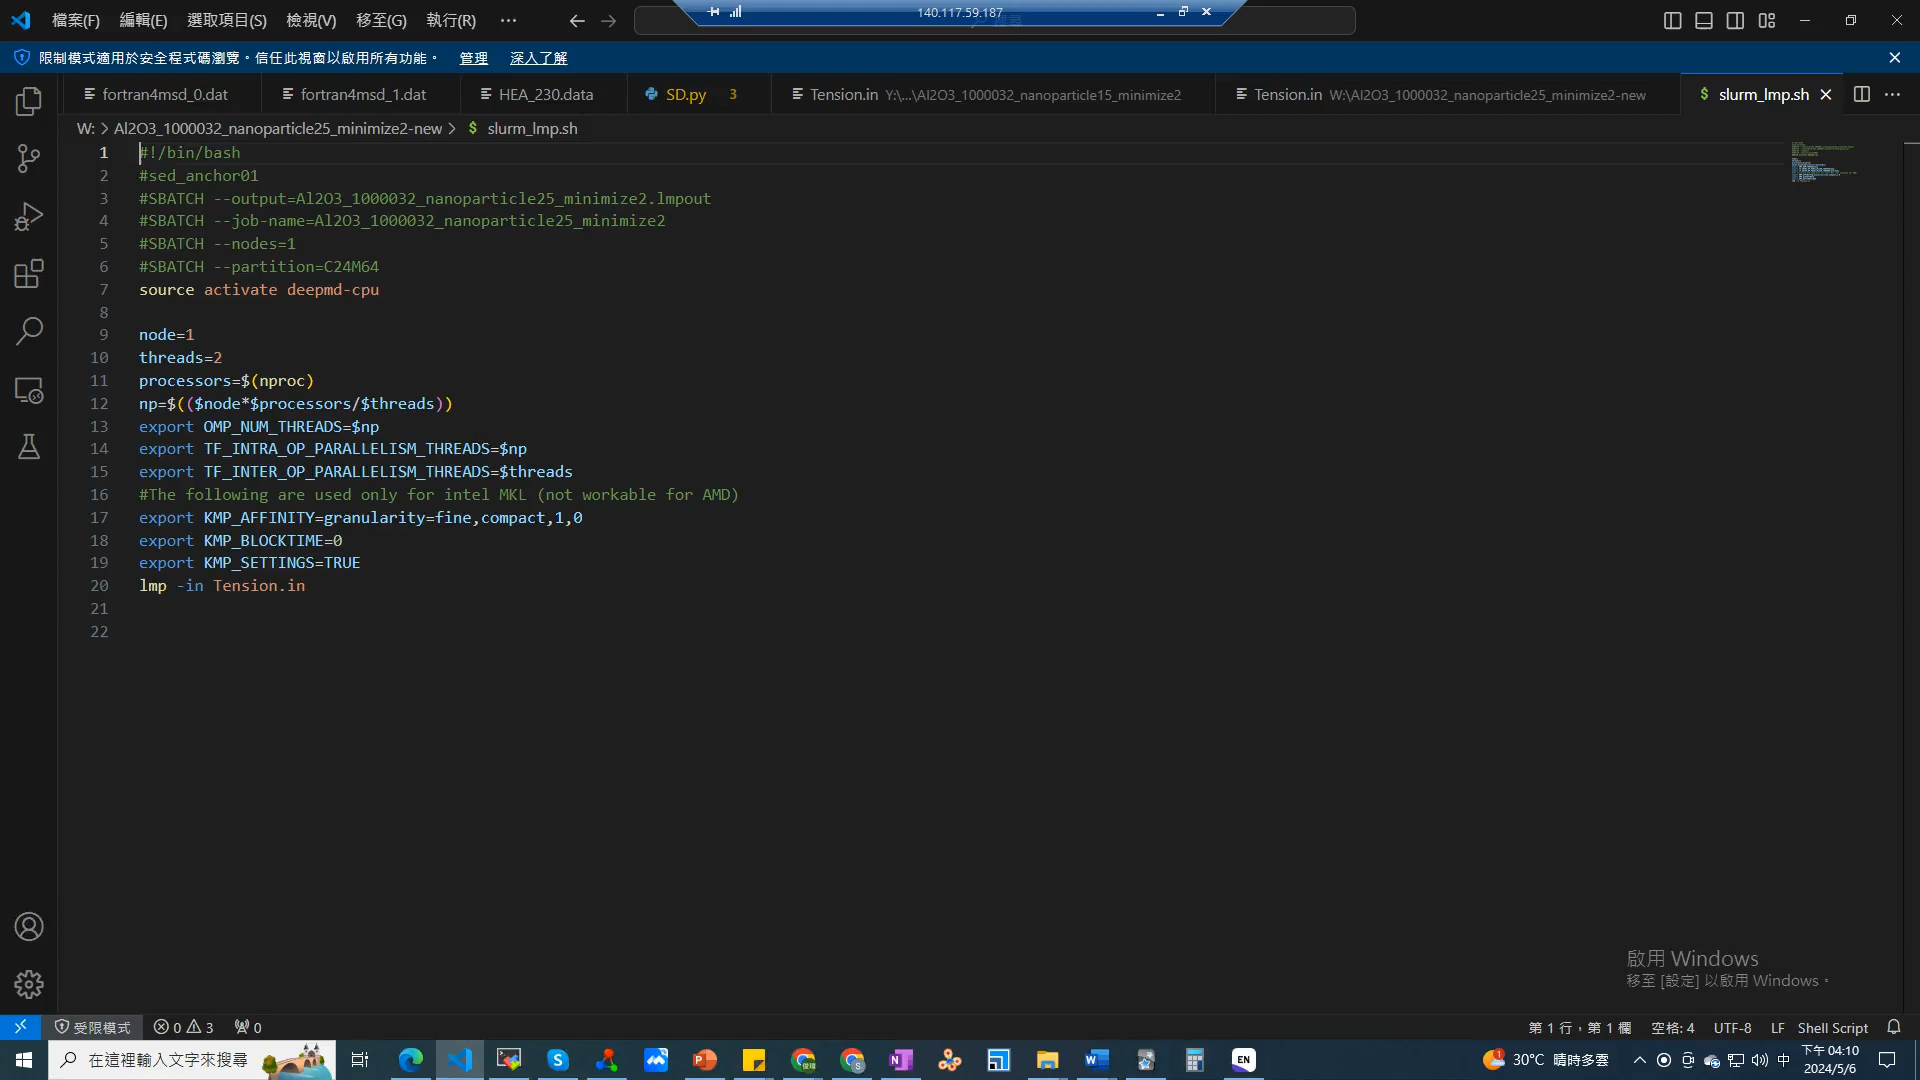 檔案(F) 編輯(E) 選取項目(S) 檢視(V) 移至(G) 執行(R) ··· 140.117.59.187
限制模式適用於安全程式碼瀏覽。信任此視窗以啟用所有功能。 管理 深入了解
fortran4msd_0.dat fortran4msd_1.dat HEA_230.data SD.py 3 Tension.in Y:\...\Al2O3_1000032_nanoparticle15_minimize2 Tension.in W:\Al2O3_1000032_nanoparticle25_minimize2-new $ slurm_lmp.sh
W: > Al2O3_1000032_nanoparticle25_minimize2-new > $ slurm_lmp.sh
1 #!/bin/bash
2 #sed_anchor01
3 #SBATCH --output=Al2O3_1000032_nanoparticle25_minimize2.lmpout
4 #SBATCH --job-name=Al2O3_1000032_nanoparticle25_minimize2
5 #SBATCH --nodes=1
6 #SBATCH --partition=C24M64
7 source activate deepmd-cpu
8
9 node=1
10 threads=2
11 processors=$(nproc)
12 np=$(($node*$processors/$threads))
13 export OMP_NUM_THREADS=$np
14 export TF_INTRA_OP_PARALLELISM_THREADS=$np
15 export TF_INTER_OP_PARALLELISM_THREADS=$threads
16 #The following are used only for intel MKL (not workable for AMD)
17 export KMP_AFFINITY=granularity=fine,compact,1,0
18 export KMP_BLOCKTIME=0
19 export KMP_SETTINGS=TRUE
20 lmp -in Tension.in
21
22
啟用 Windows
移至 [設定] 以啟用 Windows。
受限模式 0 3 0 第 1 行，第 1 欄 空格: 4 UTF-8 LF Shell Script
在這裡輸入文字來搜尋 EN 30°C 晴時多雲 中 下午 04:10
2024/5/6